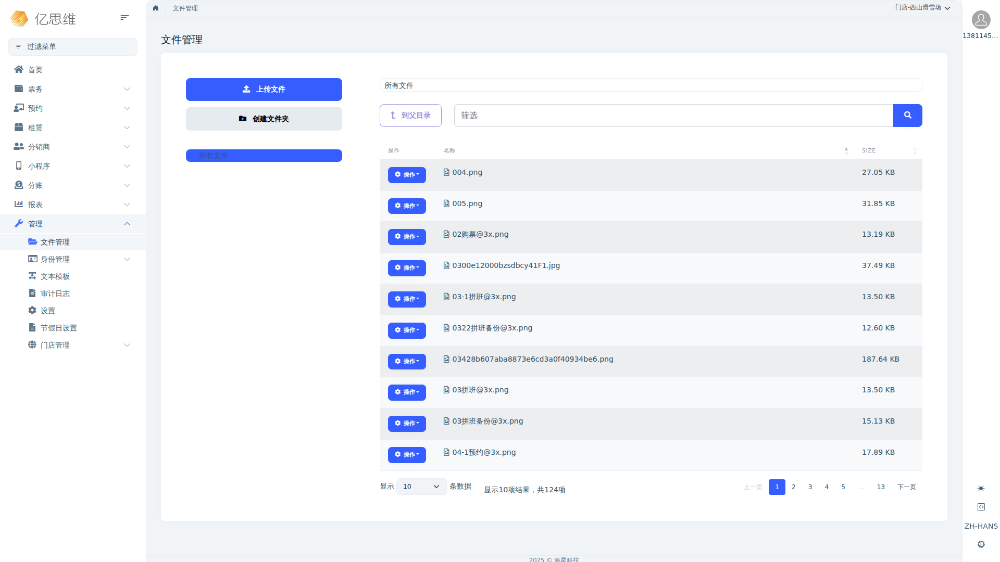 亿思维
过滤菜单
首页
票务
预约
租赁
分销商
小程序
分账
报表
管理
文件管理
身份管理
文本模板
审计日志
设置
节假日设置
门店管理
文件管理
门店-西山滑雪场
1381145...
文件管理
上传文件
创建文件夹
所有文件
所有文件
到父目录
筛选
操作 名称 SIZE
操作 004.png 27.05 KB
操作 005.png 31.85 KB
操作 02购票@3x.png 13.19 KB
操作 0300e12000bzsdbcy41F1.jpg 37.49 KB
操作 03-1拼班@3x.png 13.50 KB
操作 0322拼班备份@3x.png 12.60 KB
操作 03428b607aba8873e6cd3a0f40934be6.png 187.64 KB
操作 03拼班@3x.png 13.50 KB
操作 03拼班备份@3x.png 15.13 KB
操作 04-1预约@3x.png 17.89 KB
显示 10 条数据 显示10项结果，共124项
上一页 1 2 3 4 5 … 13 下一页
ZH-HANS
2025 © 海星科技